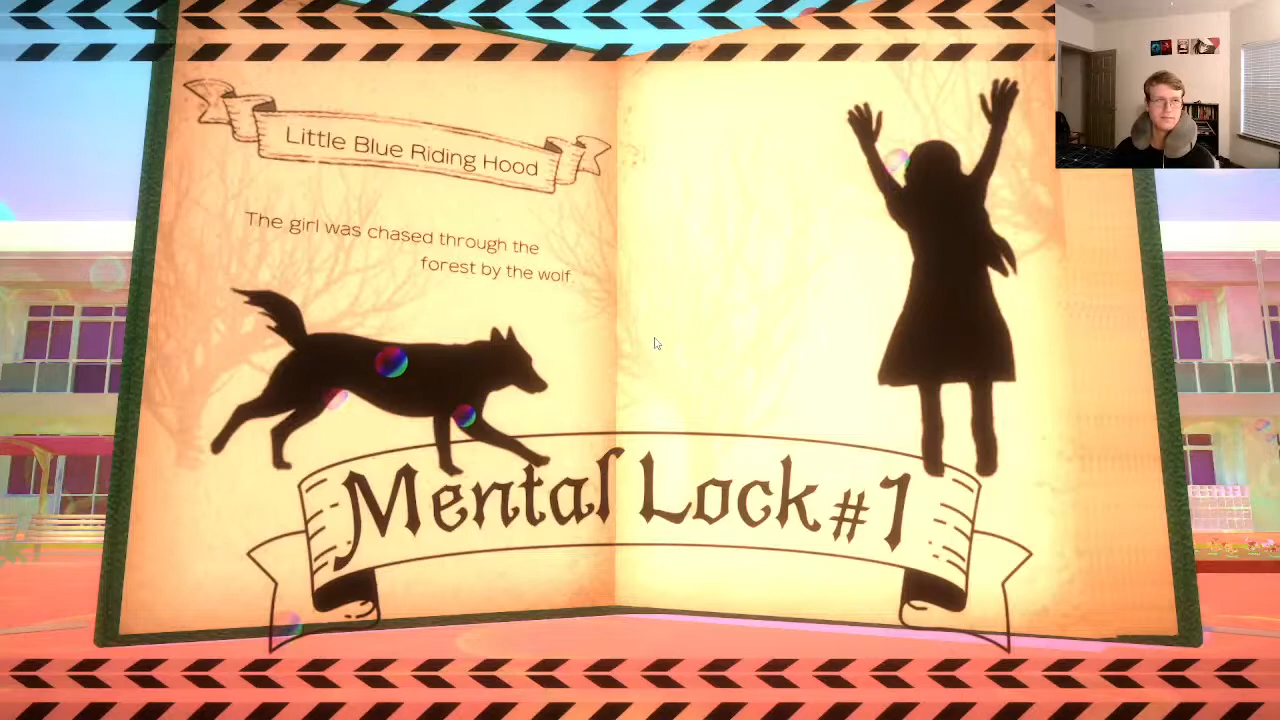 Little Blue Riding Hood
The girl was chased through the
forest by the wolf.
Mental Lock #1